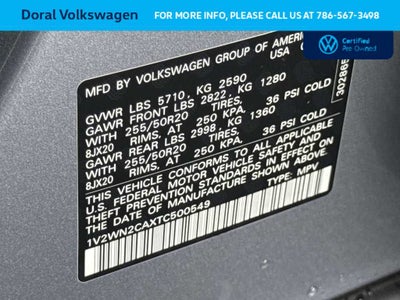 Doral Volkswagen
FOR MORE INFO, PLEASE CALL US AT 786-567-3498
Certified
Pre-Owned
MFD BY VOLKSWAGEN GROUP OF AMERICA
USA
GVWR LBS 5710, KG 2590
GAWR FRONT LBS 2822, KG 1280
WITH 255/50R20 TIRES,
8JX20 RIMS, AT 250 KPA, 36 PSI COLD
GAWR REAR LBS 2998, KG 1360
WITH 255/50R20 TIRES,
8JX20 RIMS, AT 250 KPA, 36 PSI COLD
THIS VEHICLE CONFORMS TO ALL APPLICABLE
U.S. FEDERAL MOTOR VEHICLE SAFETY AND
THEFT PREVENTION STANDARDS IN EFFECT ON
THE DATE OF MANUFACTURE SHOWN ABOVE.
1V2WN2CAXTC500549 TYPE: MPV